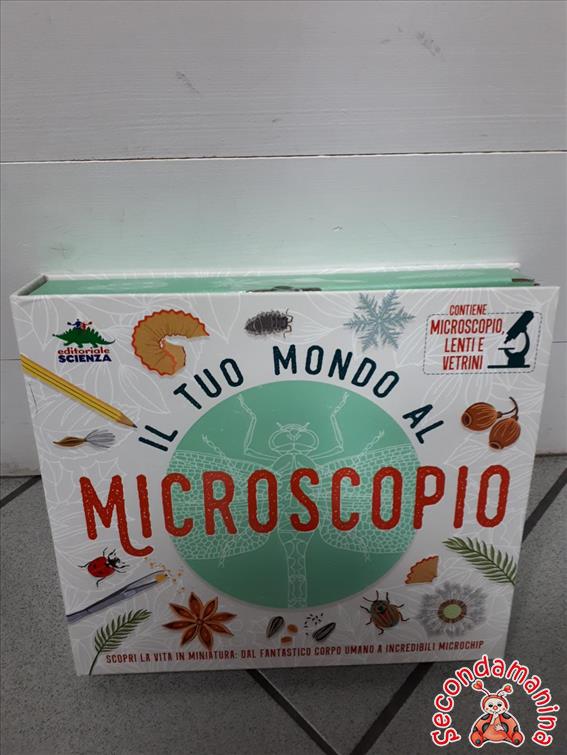 editoriale
SCIENZA
CONTIENE
MICROSCOPIO,
LENTI E
VETRINI
IL TUO MONDO AL
MICROSCOPIO
SCOPRI LA VITA IN MINIATURA: DAL FANTASTICO CORPO UMANO A INCREDIBILI MICROCHIP
Secondamanina